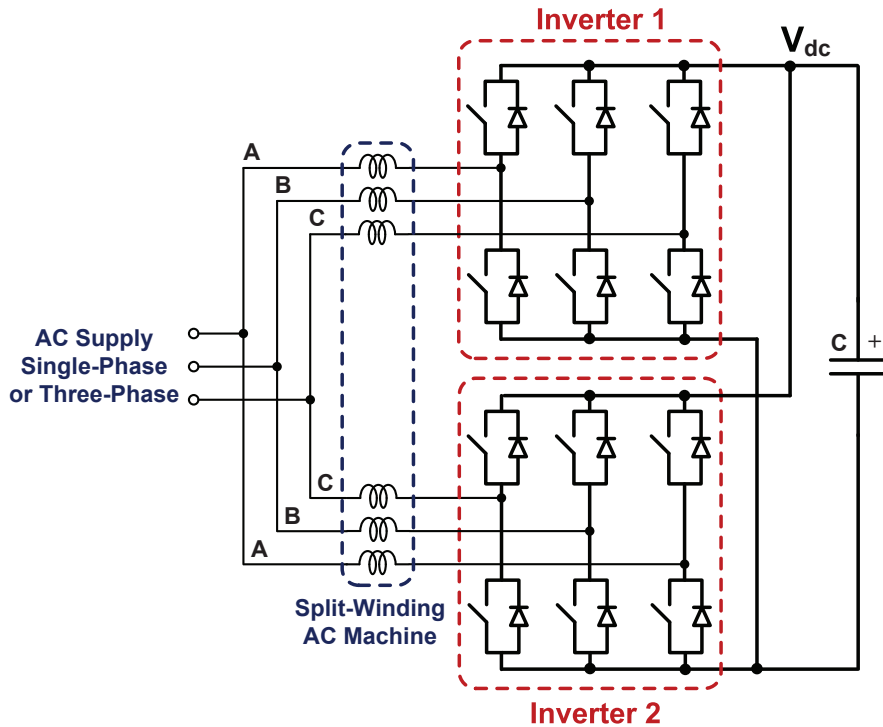 Inverter 1
Vdc
A
B
C
AC Supply
Single-Phase
or Three-Phase
C +
C
B
A
Split-Winding
AC Machine
Inverter 2